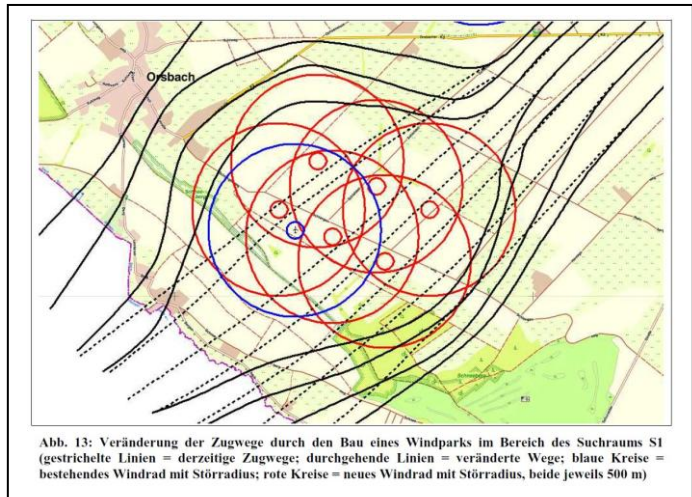 Orsbach
Abb. 13: Veränderung der Zugwege durch den Bau eines Windparks im Bereich des Suchraums S1
(gestrichelte Linien = derzeitige Zugwege; durchgehende Linien = veränderte Wege; blaue Kreise =
bestehendes Windrad mit Störradius; rote Kreise = neues Windrad mit Störradius, beide jeweils 500 m)